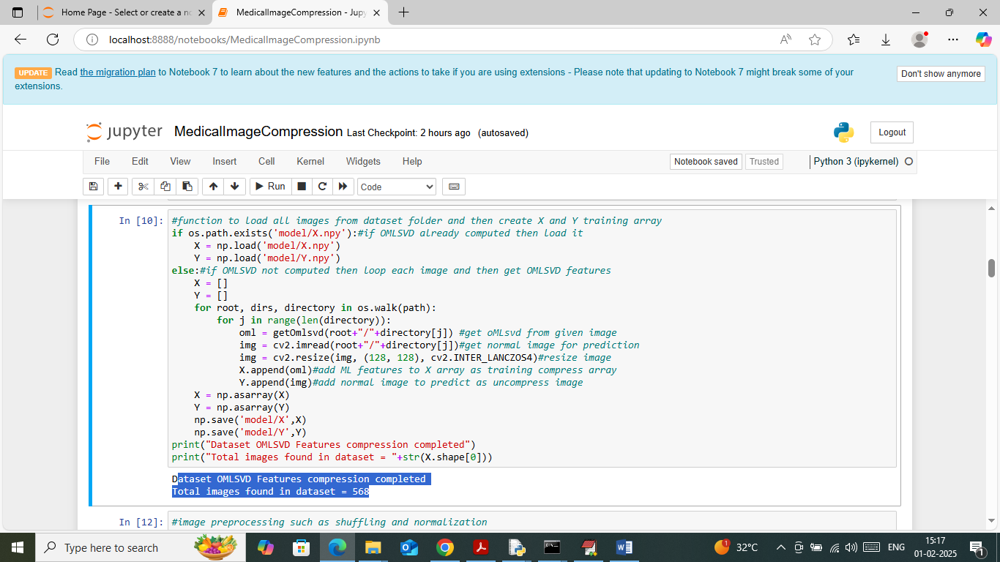 Home Page - Select or create a no
MedicalImageCompression - Jupy
localhost:8888/notebooks/MedicalImageCompression.ipynb
UPDATE Read the migration plan to Notebook 7 to learn about the new features and the actions to take if you are using extensions - Please note that updating to Notebook 7 might break some of your
extensions.
Don't show anymore
jupyter MedicalImageCompression Last Checkpoint: 2 hours ago (autosaved)
Logout
File Edit View Insert Cell Kernel Widgets Help
Notebook saved Trusted Python 3 (ipykernel)
Run Code
In [10]: #function to load all images from dataset folder and then create X and Y training array
if os.path.exists('model/X.npy'):#if OMLSVD already computed then load it
    X = np.load('model/X.npy')
    Y = np.load('model/Y.npy')
else:#if OMLSVD not computed then loop each image and then get OMLSVD features
    X = []
    Y = []
    for root, dirs, directory in os.walk(path):
        for j in range(len(directory)):
            oml = getOmlsvd(root+"/"+directory[j]) #get oMLsvd from given image
            img = cv2.imread(root+"/"+directory[j])#get normal image for prediction
            img = cv2.resize(img, (128, 128), cv2.INTER_LANCZOS4)#resize image
            X.append(oml)#add ML features to X array as training compress array
            Y.append(img)#add normal image to predict as uncompress image
    X = np.asarray(X)
    Y = np.asarray(Y)
    np.save('model/X',X)
    np.save('model/Y',Y)
print("Dataset OMLSVD Features compression completed")
print("Total images found in dataset = "+str(X.shape[0]))
Dataset OMLSVD Features compression completed
Total images found in dataset = 568
In [12]: #image preprocessing such as shuffling and normalization
Type here to search
1
32°C
ENG
15:17
01-02-2025
1